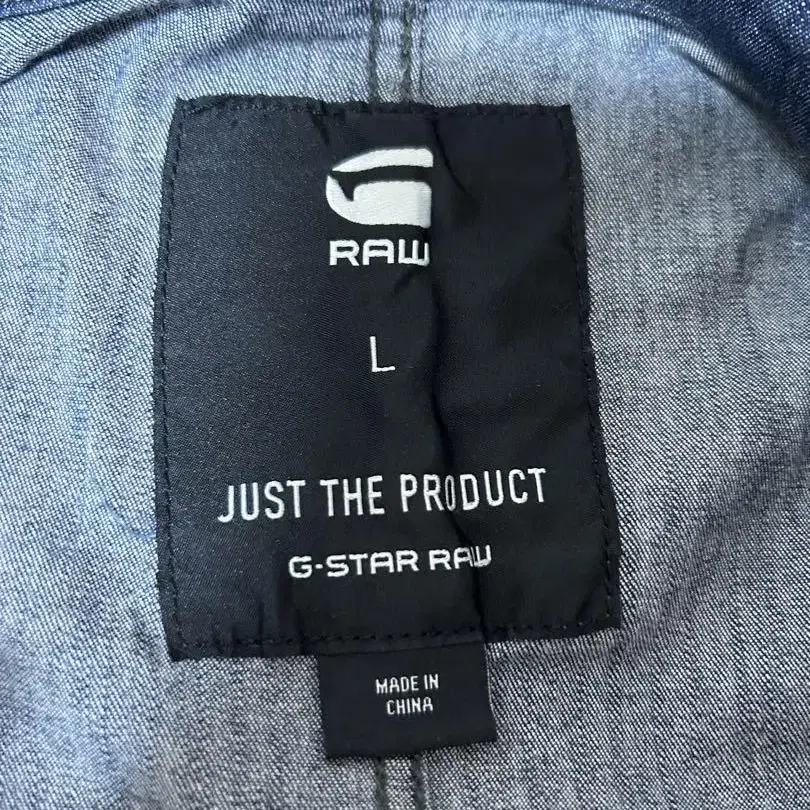 RAW
L
JUST THE PRODUCT
G-STAR RAW
MADE IN
CHINA